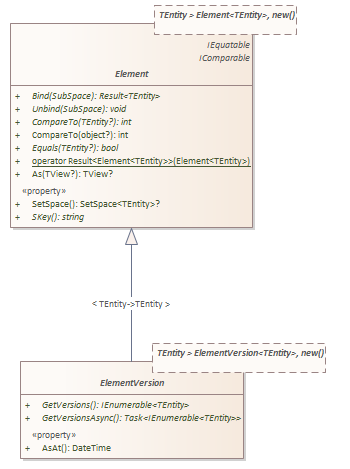 TEntity > Element<TEntity>, new()
IEquatable
IComparable
Element
+ Bind(SubSpace): Result<TEntity>
+ Unbind(SubSpace): void
+ CompareTo(TEntity?): int
+ CompareTo(object?): int
+ Equals(TEntity?): bool
+ operator Result<Element<TEntity>>(Element<TEntity>)
+ As(TView?): TView?
«property»
+ SetSpace(): SetSpace<TEntity>?
+ SKey(): string
< TEntity->TEntity >
TEntity > ElementVersion<TEntity>, new()
ElementVersion
+ GetVersions(): IEnumerable<TEntity>
+ GetVersionsAsync(): Task<IEnumerable<TEntity>>
«property»
+ AsAt(): DateTime